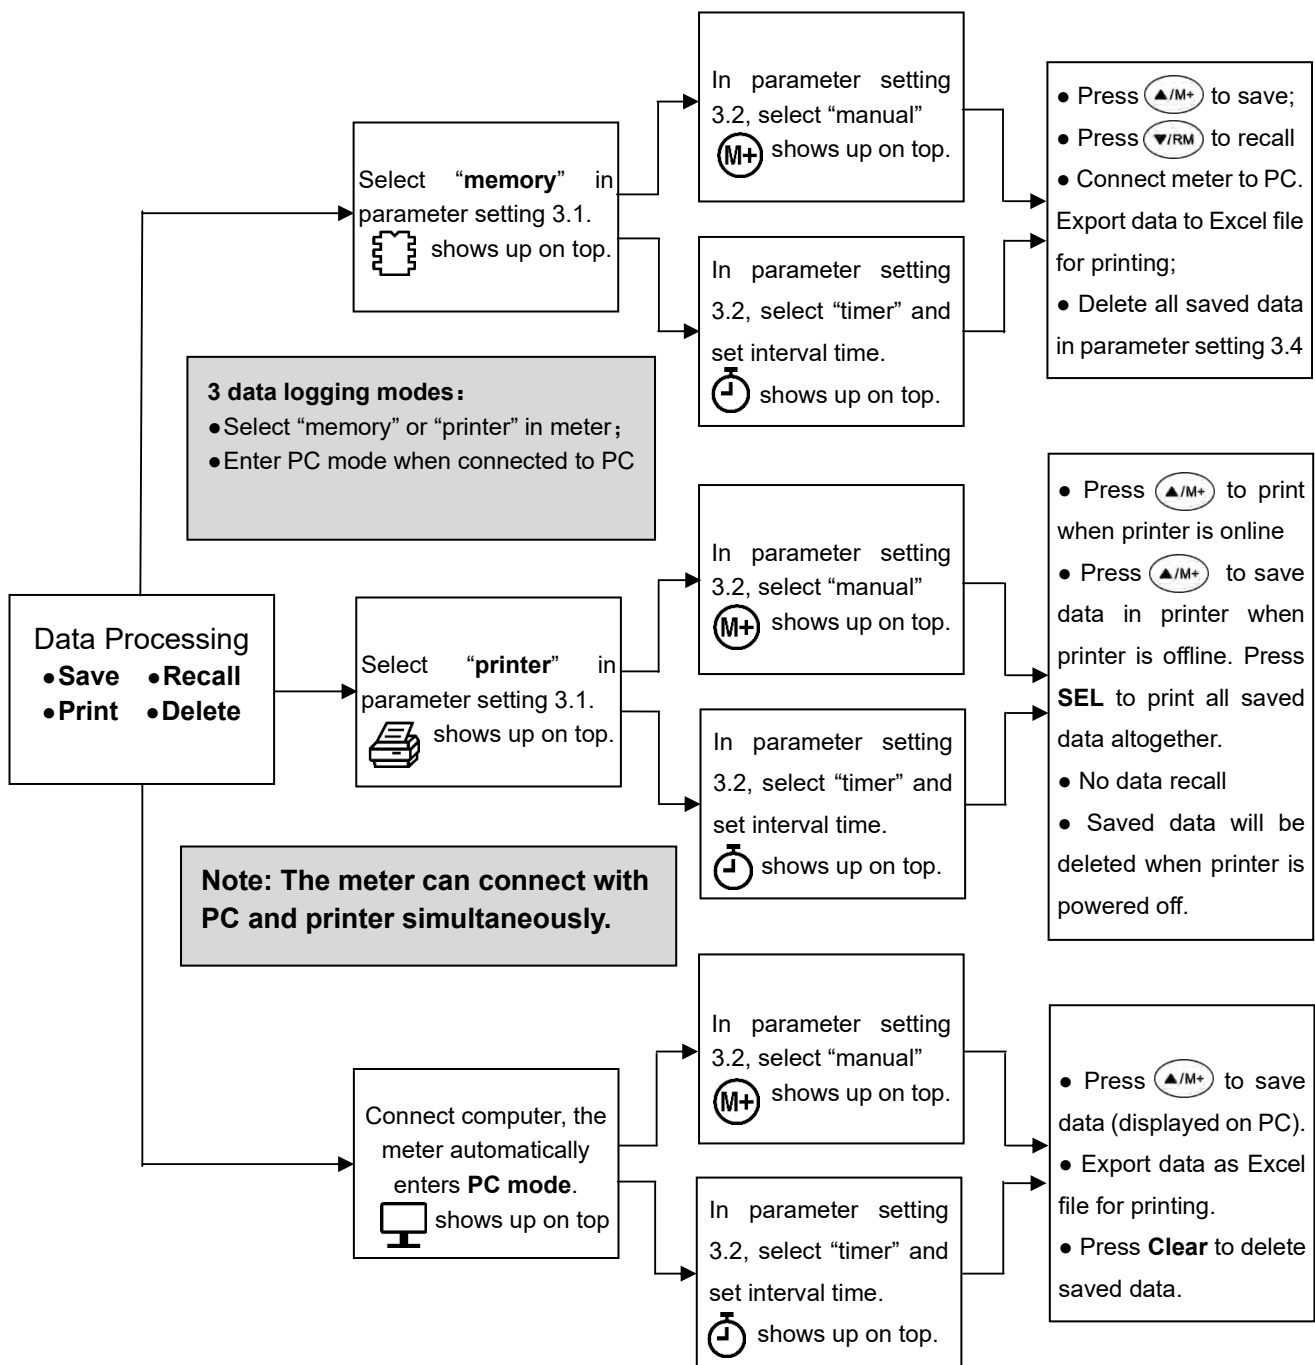 Data Processing
●Save ●Recall
●Print ●Delete
3 data logging modes：
●Select “memory” or “printer” in meter；
●Enter PC mode when connected to PC
Note: The meter can connect with
PC and printer simultaneously.
Select “memory” in
parameter setting 3.1.
shows up on top.
In parameter setting
3.2, select “manual”
M+ shows up on top.
In parameter setting
3.2, select “timer” and
set interval time.
shows up on top.
● Press ▲/M+ to save;
● Press ▼/RM to recall
● Connect meter to PC.
Export data to Excel file
for printing;
● Delete all saved data
in parameter setting 3.4
Select “printer” in
parameter setting 3.1.
shows up on top.
In parameter setting
3.2, select “manual”
M+ shows up on top.
In parameter setting
3.2, select “timer” and
set interval time.
shows up on top.
● Press ▲/M+ to print
when printer is online
● Press ▲/M+ to save
data in printer when
printer is offline. Press
SEL to print all saved
data altogether.
● No data recall
● Saved data will be
deleted when printer is
powered off.
Connect computer, the
meter automatically
enters PC mode.
shows up on top
In parameter setting
3.2, select “manual”
M+ shows up on top.
In parameter setting
3.2, select “timer” and
set interval time.
shows up on top.
● Press ▲/M+ to save
data (displayed on PC).
● Export data as Excel
file for printing.
● Press Clear to delete
saved data.